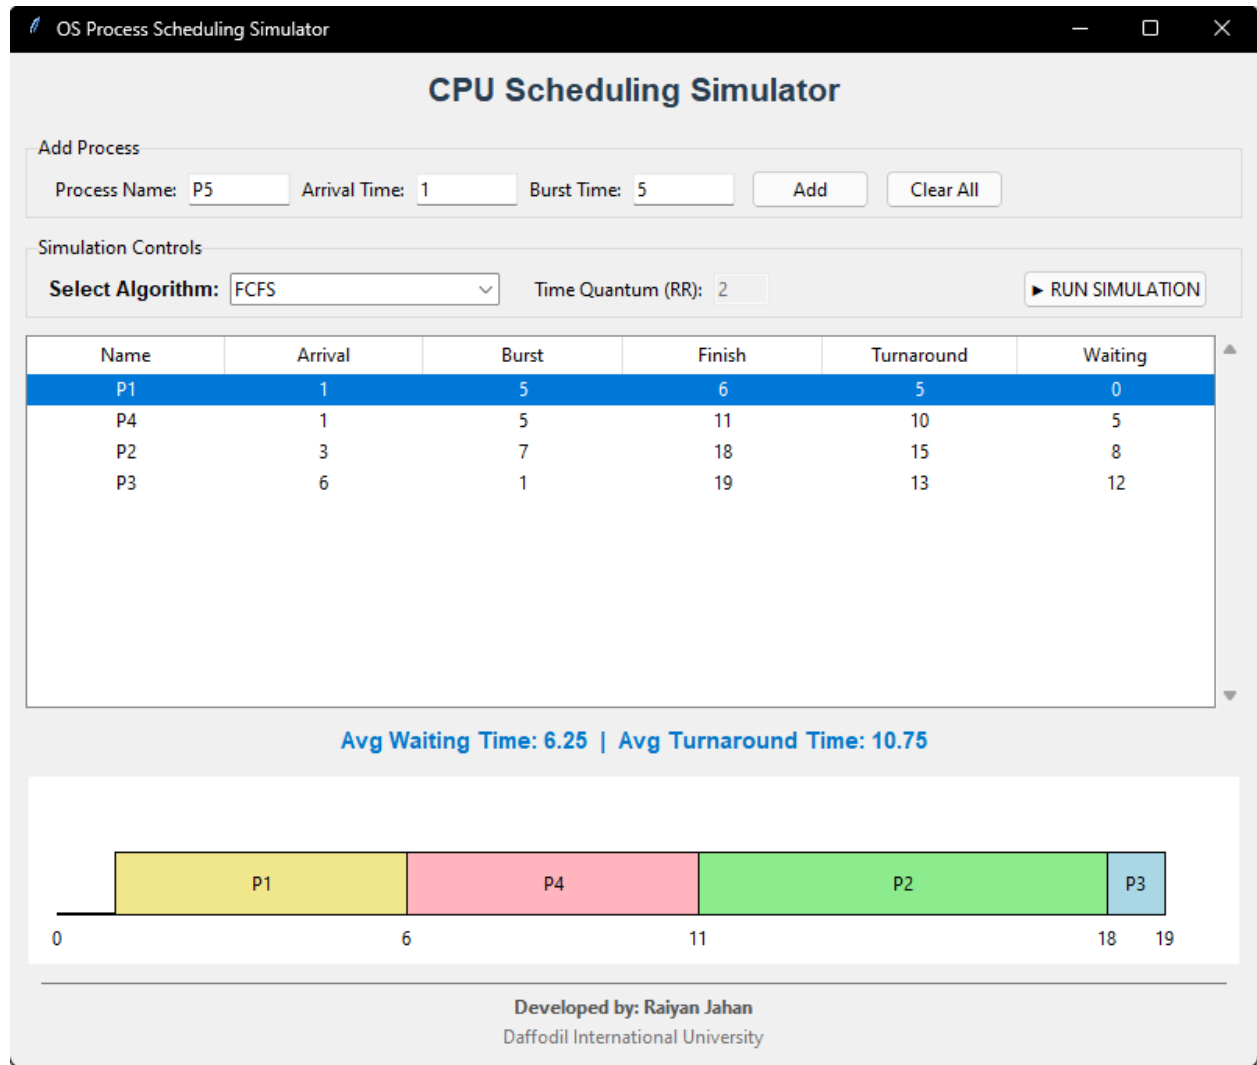 OS Process Scheduling Simulator
CPU Scheduling Simulator
Add Process
Process Name: P5 Arrival Time: 1 Burst Time: 5 Add Clear All
Simulation Controls
Select Algorithm: FCFS Time Quantum (RR): 2 ► RUN SIMULATION
Name Arrival Burst Finish Turnaround Waiting
P1 1 5 6 5 0
P4 1 5 11 10 5
P2 3 7 18 15 8
P3 6 1 19 13 12
Avg Waiting Time: 6.25 | Avg Turnaround Time: 10.75
P1 P4 P2 P3
0 6 11 18 19
Developed by: Raiyan Jahan
Daffodil International University